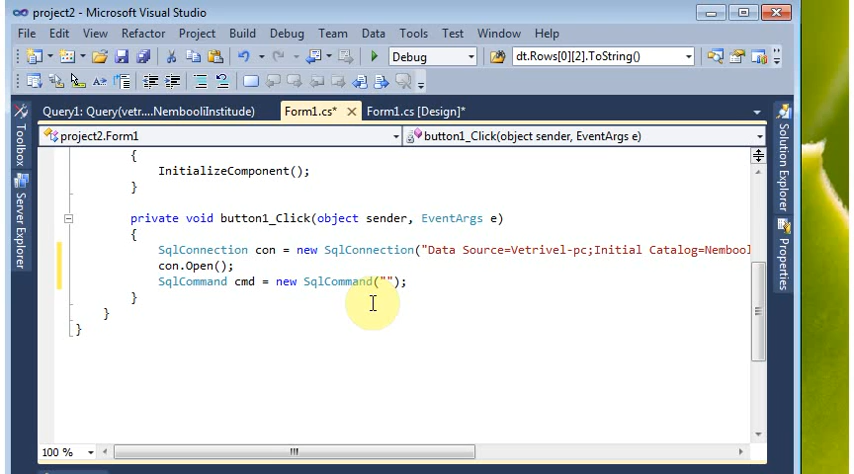 project2 - Microsoft Visual Studio
File Edit View Refactor Project Build Debug Team Data Tools Test Window Help
Debug dt.Rows[0][2].ToString()
Query1: Query(vetr....NembooliInstitude) Form1.cs* Form1.cs [Design]*
project2.Form1 button1_Click(object sender, EventArgs e)
Toolbox
Server Explorer
{
InitializeComponent();
}
private void button1_Click(object sender, EventArgs e)
{
SqlConnection con = new SqlConnection("Data Source=Vetrivel-pc;Initial Catalog=Nemboo
con.Open();
SqlCommand cmd = new SqlCommand("");
}
}
}
Solution Explorer
Properties
100 %